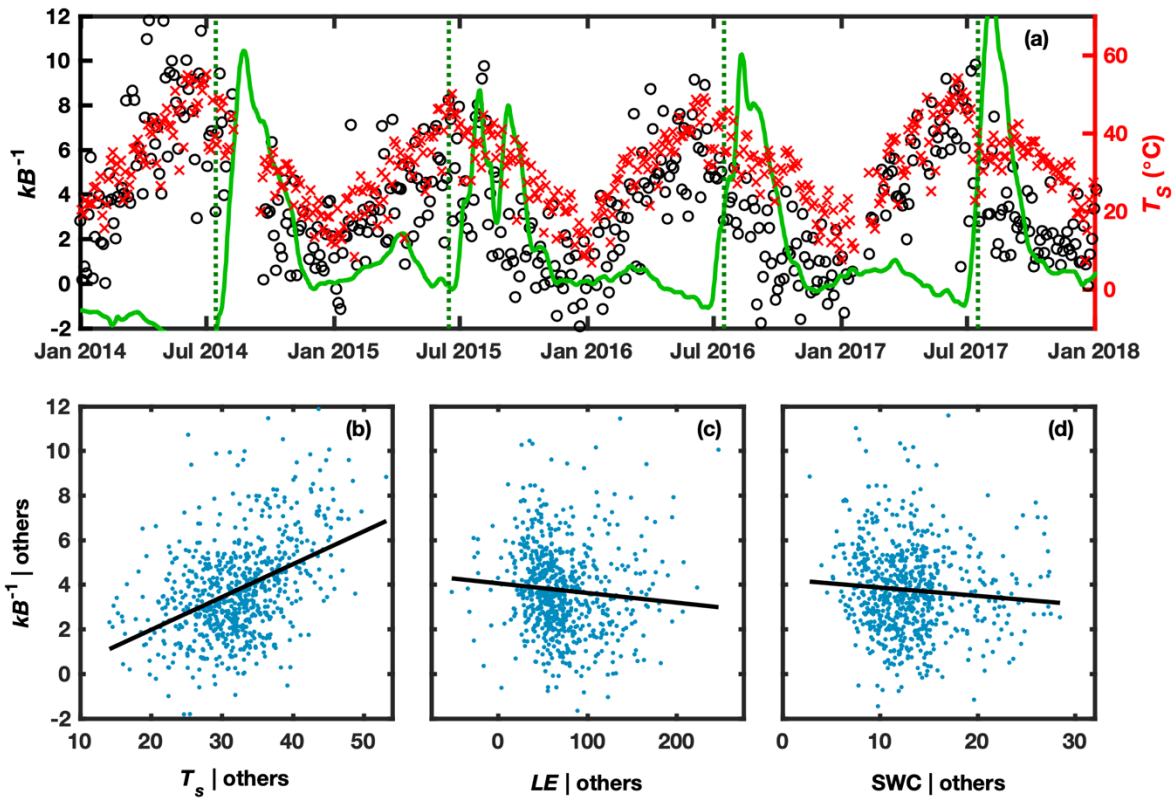 12
10
8
6
4
2
0
-2
kB⁻¹
(a)
60
40
20
0
T_S (°C)
Jan 2014 Jul 2014 Jan 2015 Jul 2015 Jan 2016 Jul 2016 Jan 2017 Jul 2017 Jan 2018
12
10
8
6
4
2
0
-2
kB⁻¹ | others
(b)
10 20 30 40 50
T_s | others
(c)
0 100 200
LE | others
(d)
0 10 20 30
SWC | others